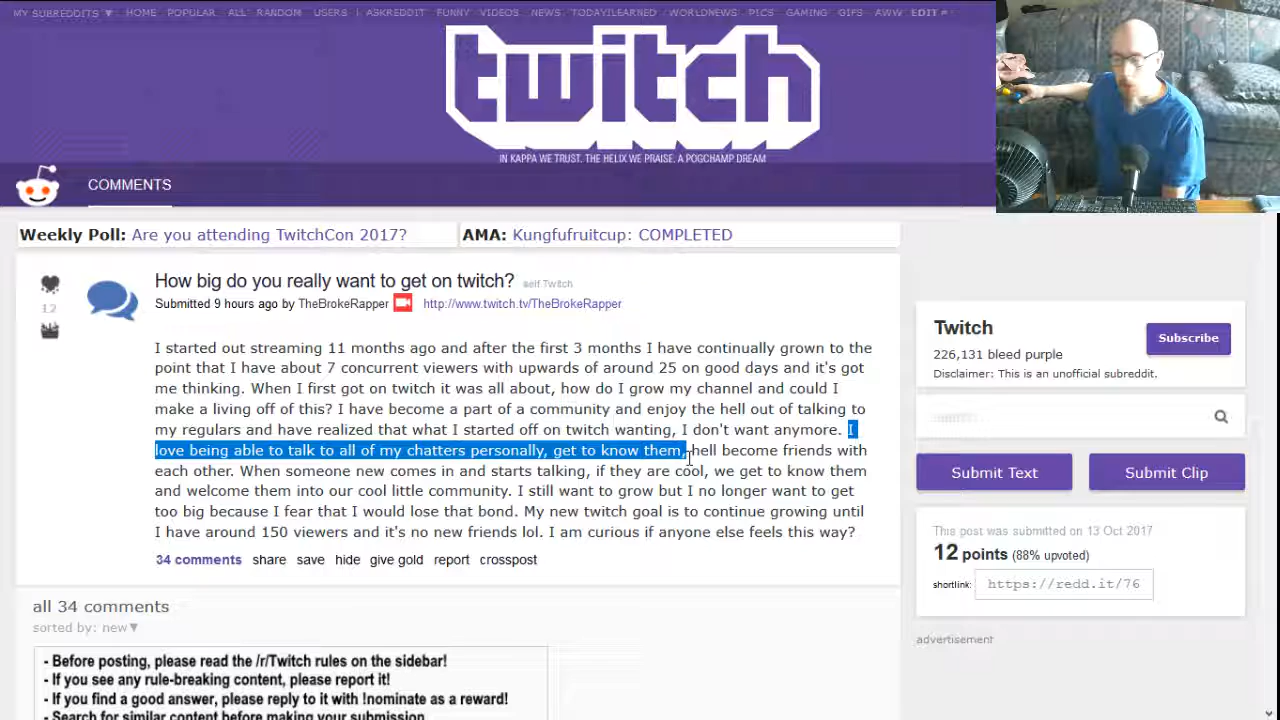 MY SUBREDDITS ▼ HOME POPULAR ALL RANDOM USERS | ASKREDDIT FUNNY VIDEOS NEWS TODAYILEARNED WORLDNEWS PICS GAMING GIFS AWW EDIT »
twitch
IN KAPPA WE TRUST. THE HELIX WE PRAISE. A POGCHAMP DREAM
COMMENTS
Weekly Poll: Are you attending TwitchCon 2017? AMA: Kungfufruitcup: COMPLETED
How big do you really want to get on twitch? self Twitch
Submitted 9 hours ago by TheBrokeRapper http://www.twitch.tv/TheBrokeRapper
12
I started out streaming 11 months ago and after the first 3 months I have continually grown to the
point that I have about 7 concurrent viewers with upwards of around 25 on good days and it's got
me thinking. When I first got on twitch it was all about, how do I grow my channel and could I
make a living off of this? I have become a part of a community and enjoy the hell out of talking to
my regulars and have realized that what I started off on twitch wanting, I don't want anymore. I
love being able to talk to all of my chatters personally, get to know them, hell become friends with
each other. When someone new comes in and starts talking, if they are cool, we get to know them
and welcome them into our cool little community. I still want to grow but I no longer want to get
too big because I fear that I would lose that bond. My new twitch goal is to continue growing until
I have around 150 viewers and it's no new friends lol. I am curious if anyone else feels this way?
34 comments share save hide give gold report crosspost
all 34 comments
sorted by: new▼
- Before posting, please read the /r/Twitch rules on the sidebar!
- If you see any rule-breaking content, please report it!
- If you find a good answer, please reply to it with !nominate as a reward!
- Search for similar content before making your submission
Twitch
Subscribe
226,131 bleed purple
Disclaimer: This is an unofficial subreddit.
Submit Text Submit Clip
This post was submitted on 13 Oct 2017
12 points (88% upvoted)
shortlink: https://redd.it/76
advertisement